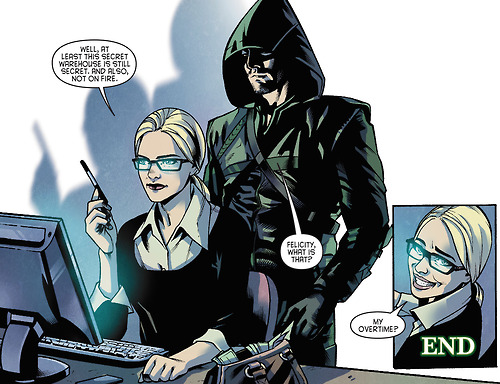 WELL, AT
LEAST THIS SECRET
WAREHOUSE IS STILL
SECRET. AND ALSO,
NOT ON FIRE.
FELICITY,
WHAT IS
THAT?
MY
OVERTIME?
END